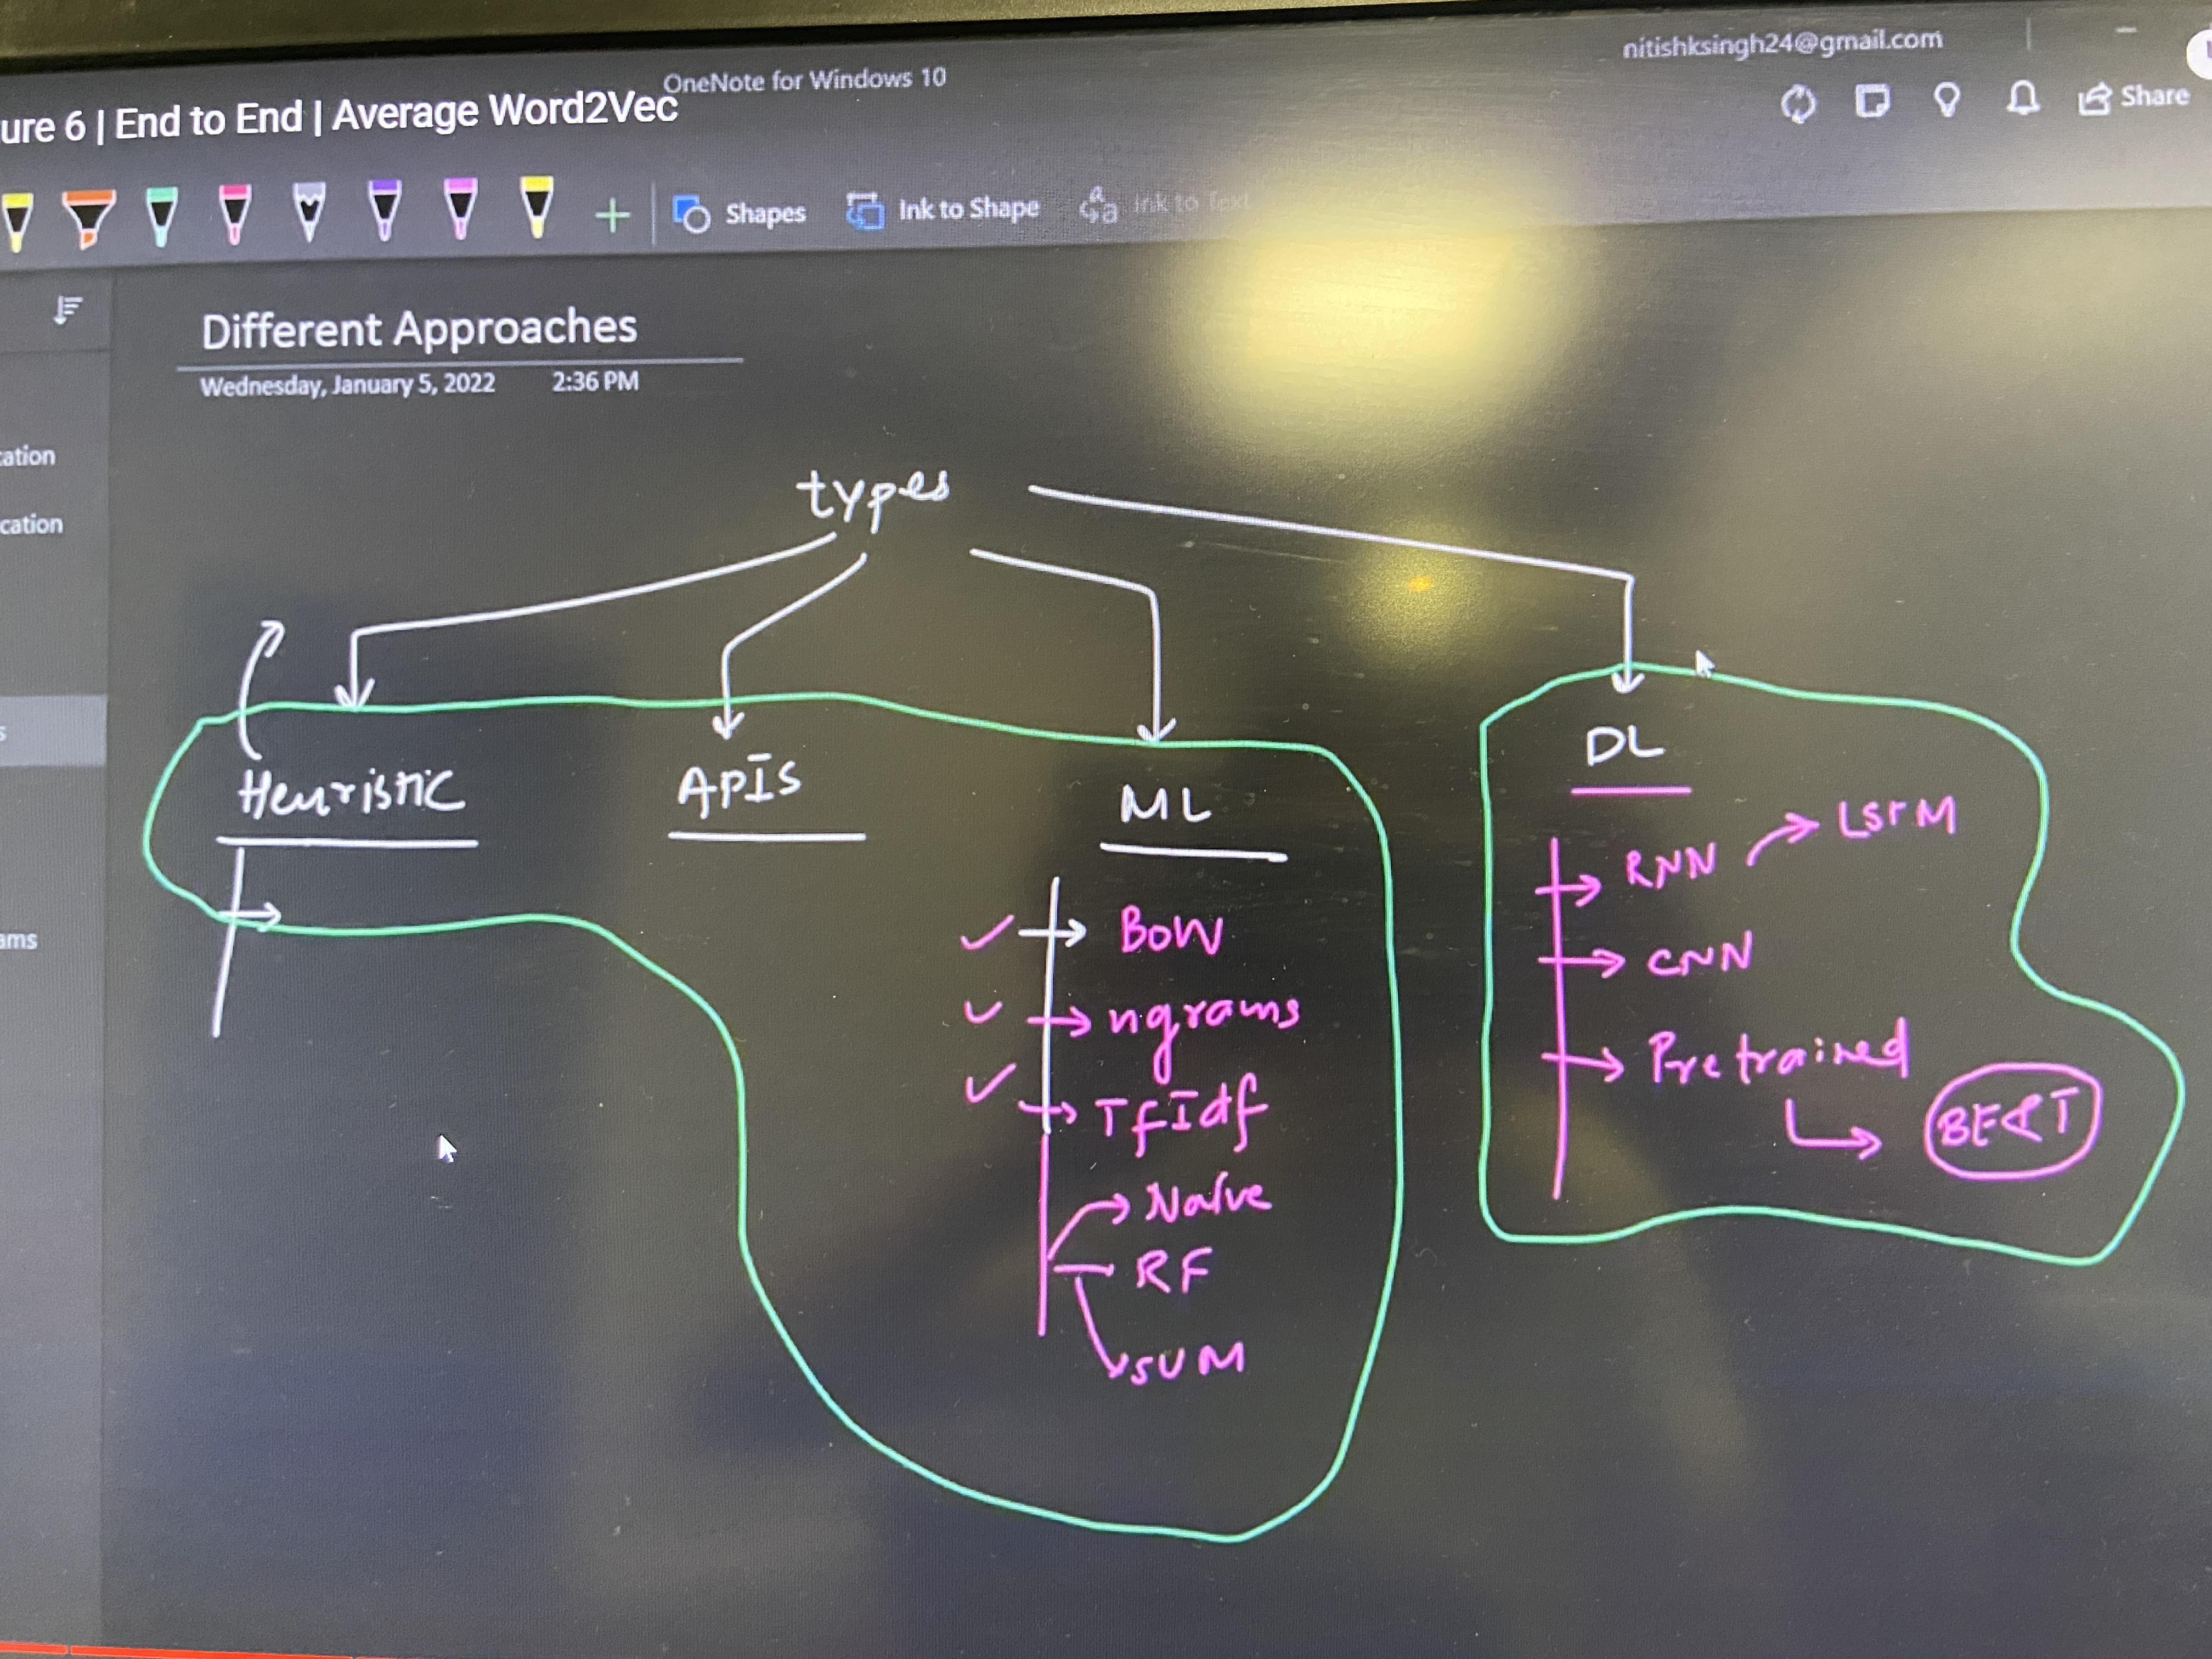 nitishksingh24@gmail.com
OneNote for Windows 10
ure 6 | End to End | Average Word2Vec
Share
Shapes
Ink to Shape
Ink to Text
Different Approaches
Wednesday, January 5, 2022 2:36 PM
cation
cation
s
ams
types
Heuristic
APIs
ML
DL
BoW
ngrams
TfIdf
Naive
RF
SVM
RNN
LSTM
CNN
Pretrained
BERT